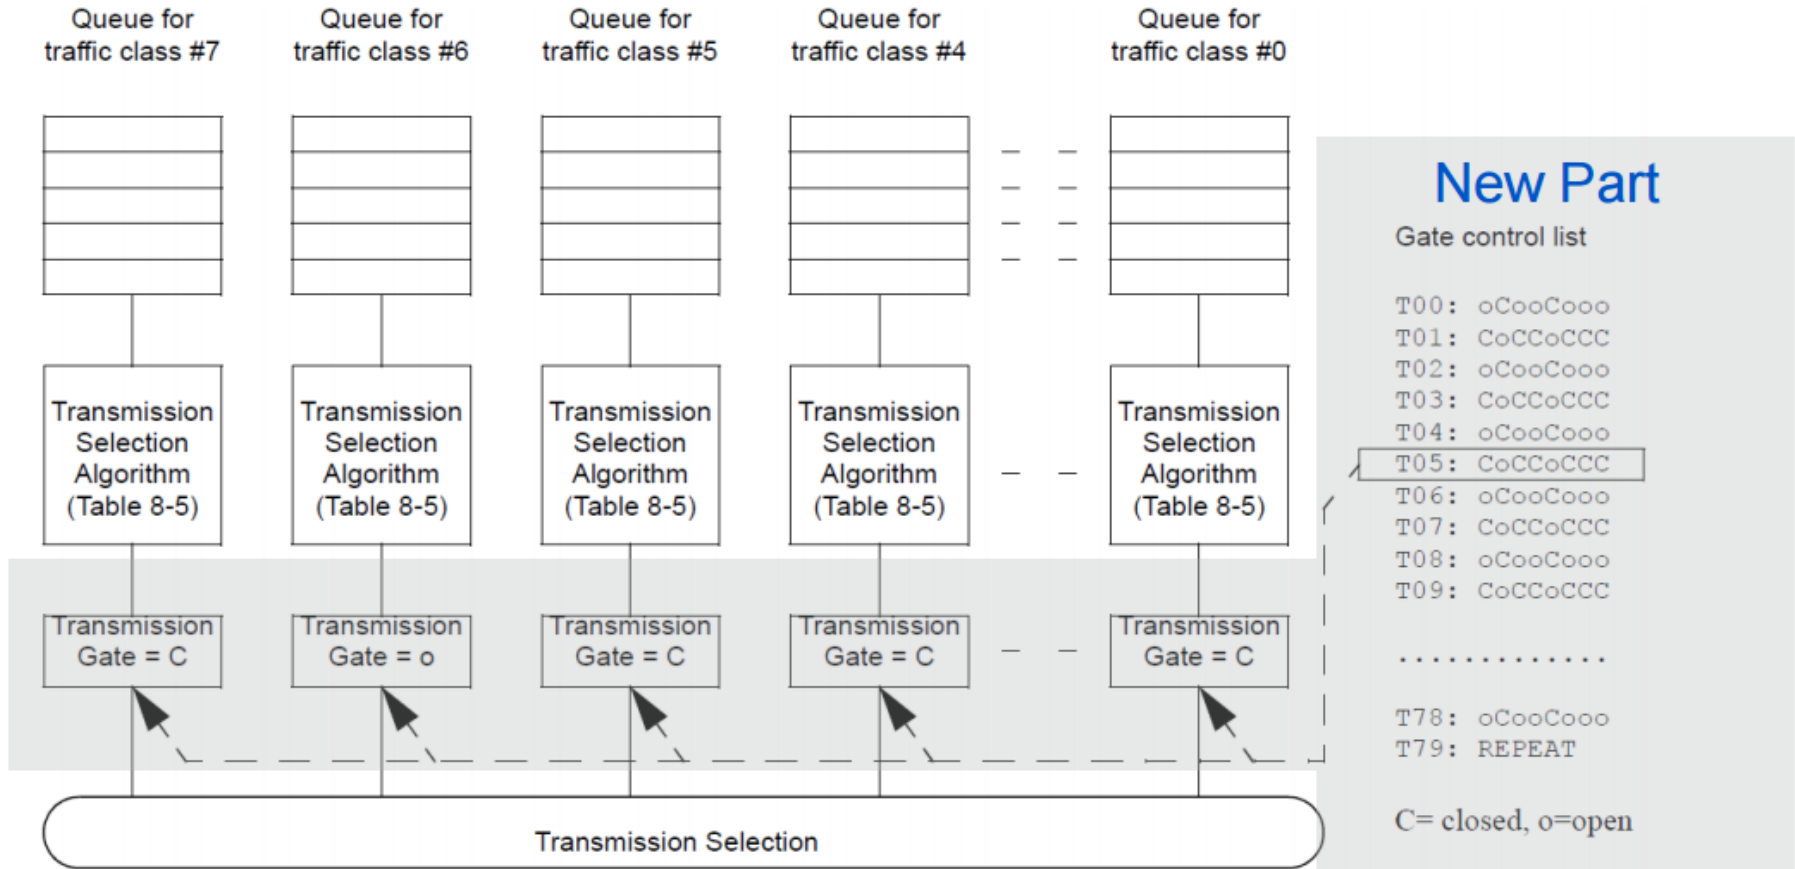 Queue for
traffic class #7
Queue for
traffic class #6
Queue for
traffic class #5
Queue for
traffic class #4
Queue for
traffic class #0
Transmission
Selection
Algorithm
(Table 8-5)
Transmission
Selection
Algorithm
(Table 8-5)
Transmission
Selection
Algorithm
(Table 8-5)
Transmission
Selection
Algorithm
(Table 8-5)
Transmission
Selection
Algorithm
(Table 8-5)
Transmission
Gate = C
Transmission
Gate = o
Transmission
Gate = C
Transmission
Gate = C
Transmission
Gate = C
Transmission Selection
New Part
Gate control list
T00: oCooCooo
T01: CoCCoCCC
T02: oCooCooo
T03: CoCCoCCC
T04: oCooCooo
T05: CoCCoCCC
T06: oCooCooo
T07: CoCCoCCC
T08: oCooCooo
T09: CoCCoCCC
.............
T78: oCooCooo
T79: REPEAT
C= closed, o=open